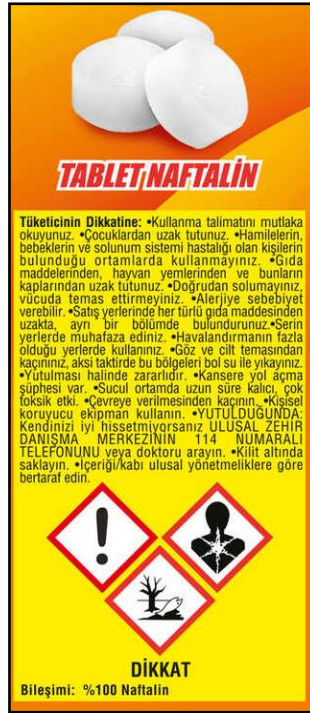 TABLET NAFTALİN
Tüketicinin Dikkatine: •Kullanma talimatını mutlaka
okuyunuz. •Çocuklardan uzak tutunuz. •Hamilelerin,
bebeklerin ve solunum sistemi hastalığı olan kişilerin
bulunduğu ortamlarda kullanmayınız. •Gıda
maddelerinden, hayvan yemlerinden ve bunların
kaplarından uzak tutunuz. •Doğrudan solumayınız,
vücuda temas ettirmeyiniz. •Alerjiye sebebiyet
verebilir. •Satış yerlerinde her türlü gıda maddesinden
uzakta, ayrı bir bölümde bulundurunuz.•Serin
yerlerde muhafaza ediniz. •Havalandırmanın fazla
olduğu yerlerde kullanınız. •Göz ve cilt temasından
kaçınınız, aksi taktirde bu bölgeleri bol su ile yıkayınız.
•Yutulması halinde zararlıdır. •Kansere yol açma
şüphesi var. •Sucul ortamda uzun süre kalıcı, çok
toksik etki. •Çevreye verilmesinden kaçının. •Kişisel
koruyucu ekipman kullanın. •YUTULDUĞUNDA:
Kendinizi iyi hissetmiyorsanız ULUSAL ZEHİR
DANIŞMA MERKEZİNİN 114 NUMARALI
TELEFONUNU veya doktoru arayın. •Kilit altında
saklayın. •İçeriği/kabı ulusal yönetmeliklere göre
bertaraf edin.
DİKKAT
Bileşimi: %100 Naftalin